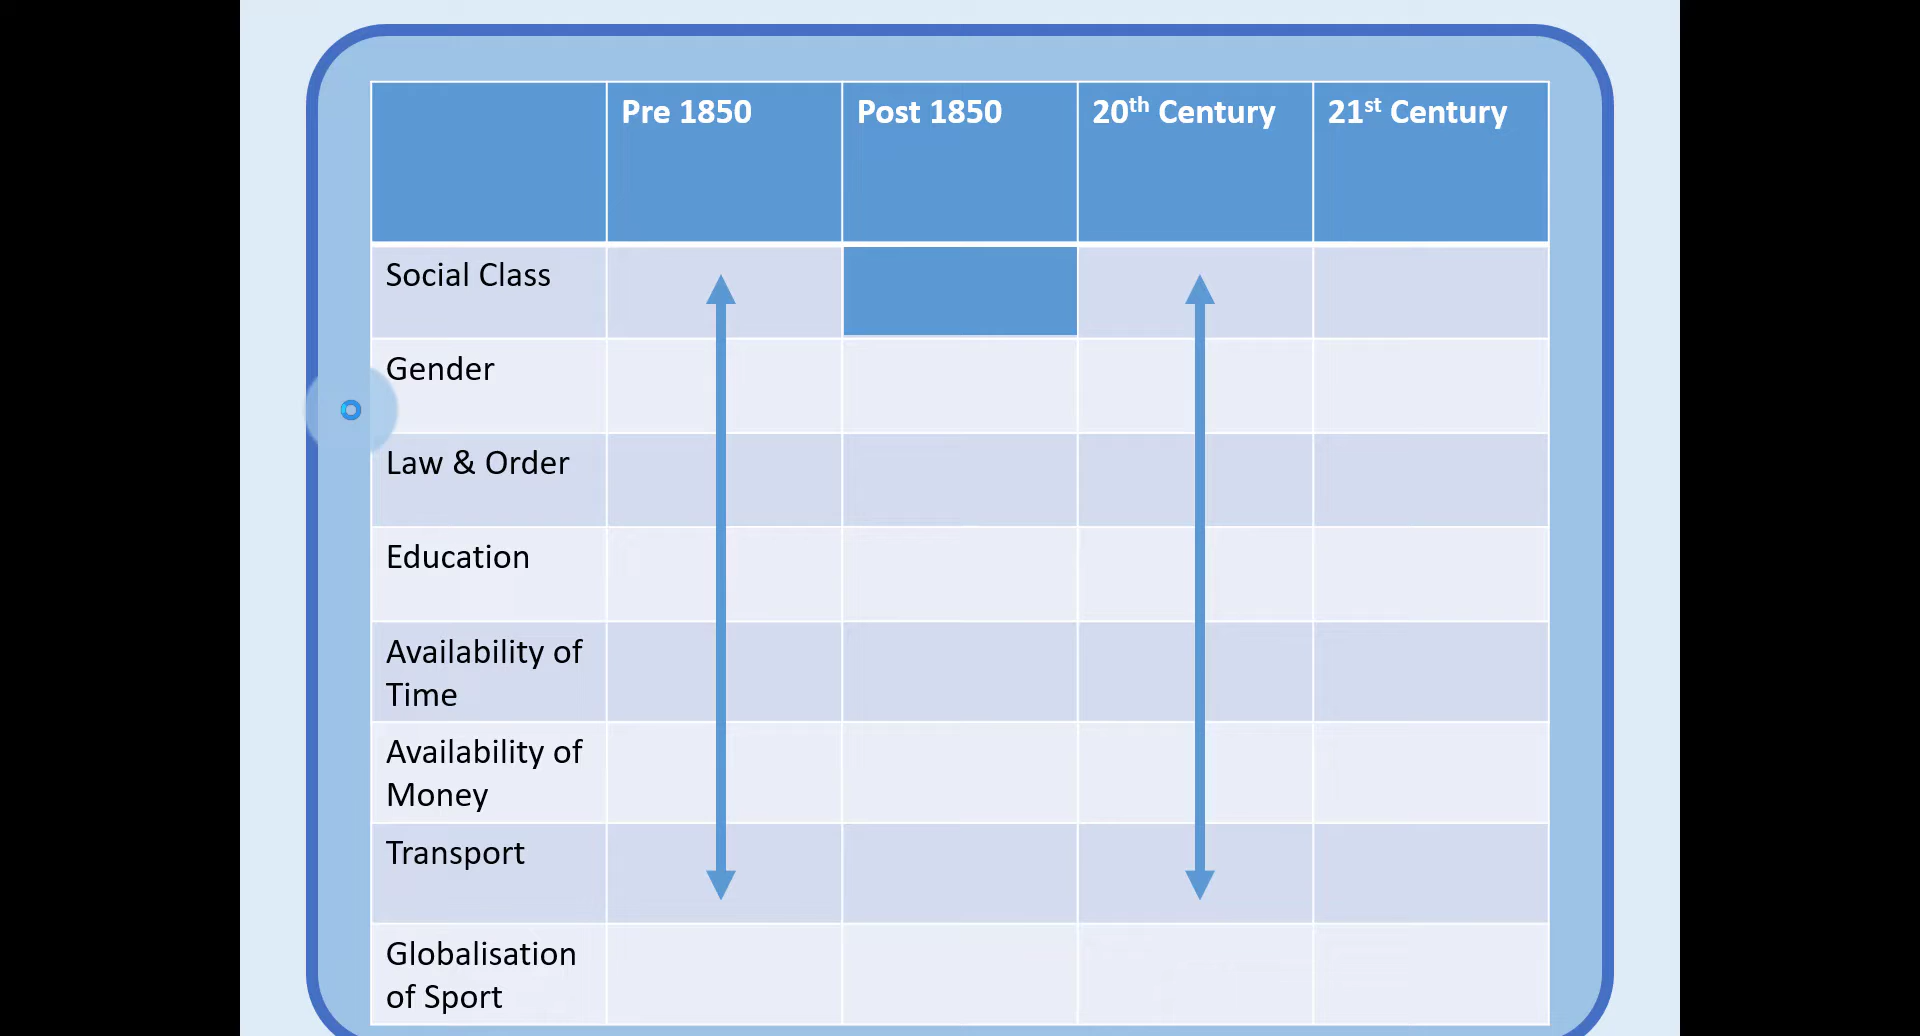 Pre 1850 Post 1850 20th Century 21st Century
Social Class
Gender
Law & Order
Education
Availability of
Time
Availability of
Money
Transport
Globalisation
of Sport